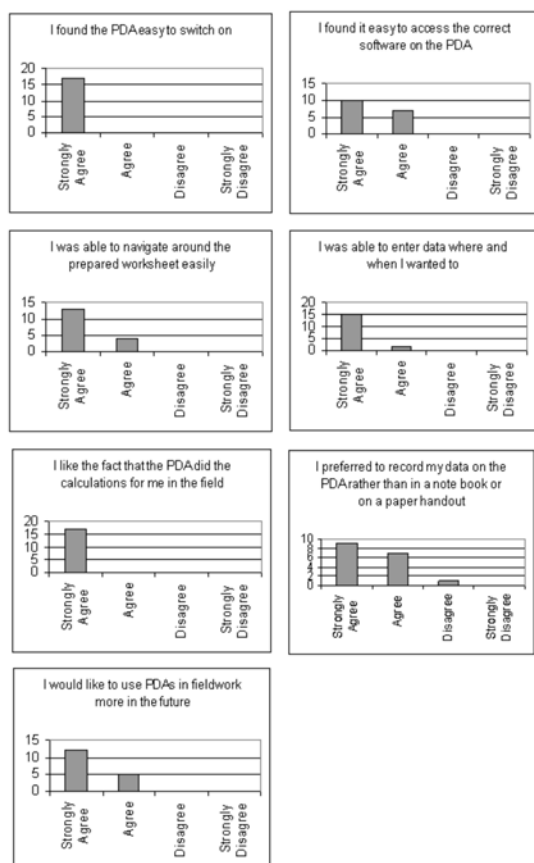 I found the PDA easy to switch on
20
15
10
5
0
Strongly Agree
Agree
Disagree
Strongly Disagree
I found it easy to access the correct
software on the PDA
15
10
5
0
Strongly Agree
Agree
Disagree
Strongly Disagree
I was able to navigate around the
prepared worksheet easily
15
10
5
0
Strongly Agree
Agree
Disagree
Strongly Disagree
I was able to enter data where and
when I wanted to
20
15
10
5
0
Strongly Agree
Agree
Disagree
Strongly Disagree
I like the fact that the PDA did the
calculations for me in the field
20
15
10
5
0
Strongly Agree
Agree
Disagree
Strongly Disagree
I preferred to record my data on the
PDA rather than in a note book or
on a paper handout
10
8
6
4
2
0
Strongly Agree
Agree
Disagree
Strongly Disagree
I would like to use PDAs in fieldwork
more in the future
15
10
5
0
Strongly Agree
Agree
Disagree
Strongly Disagree